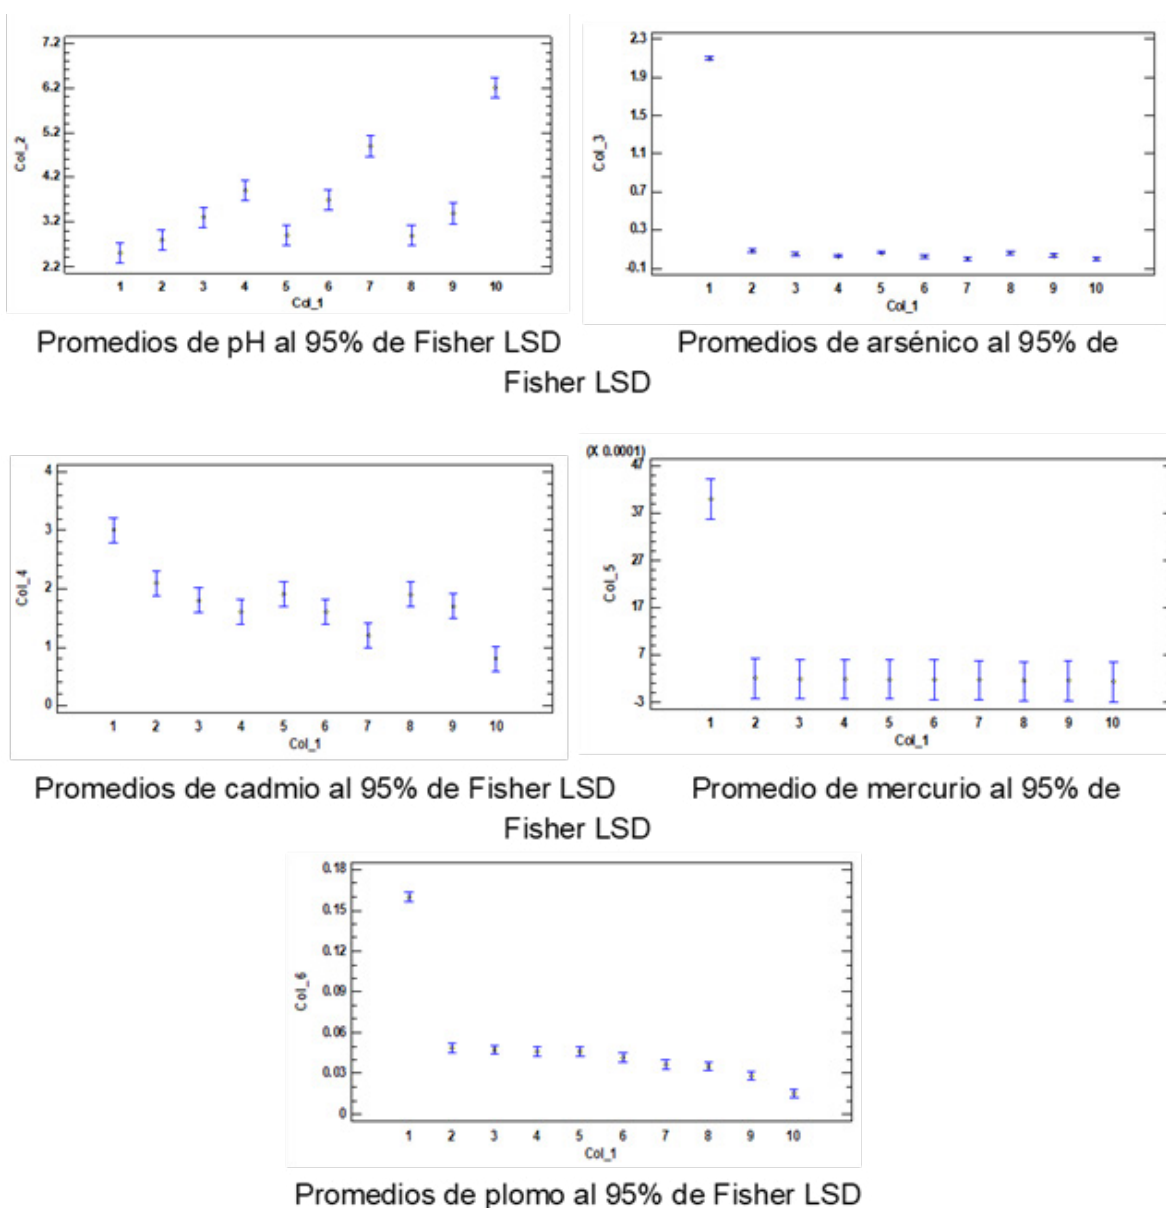 7.2
6.2
5.2
4.2
3.2
2.2
Col_2
1 2 3 4 5 6 7 8 9 10
Col_1
2.3
1.9
1.5
1.1
0.7
0.3
-0.1
Col_3
1 2 3 4 5 6 7 8 9 10
Col_1
Promedios de pH al 95% de Fisher LSD Promedios de arsénico al 95% de
Fisher LSD
4
3
2
1
0
Col_4
1 2 3 4 5 6 7 8 9 10
Col_1
(X 0.0001)
47
37
27
17
7
-3
Col_5
1 2 3 4 5 6 7 8 9 10
Col_1
Promedios de cadmio al 95% de Fisher LSD Promedio de mercurio al 95% de
Fisher LSD
0.18
0.15
0.12
0.09
0.06
0.03
0
Col_6
1 2 3 4 5 6 7 8 9 10
Col_1
Promedios de plomo al 95% de Fisher LSD